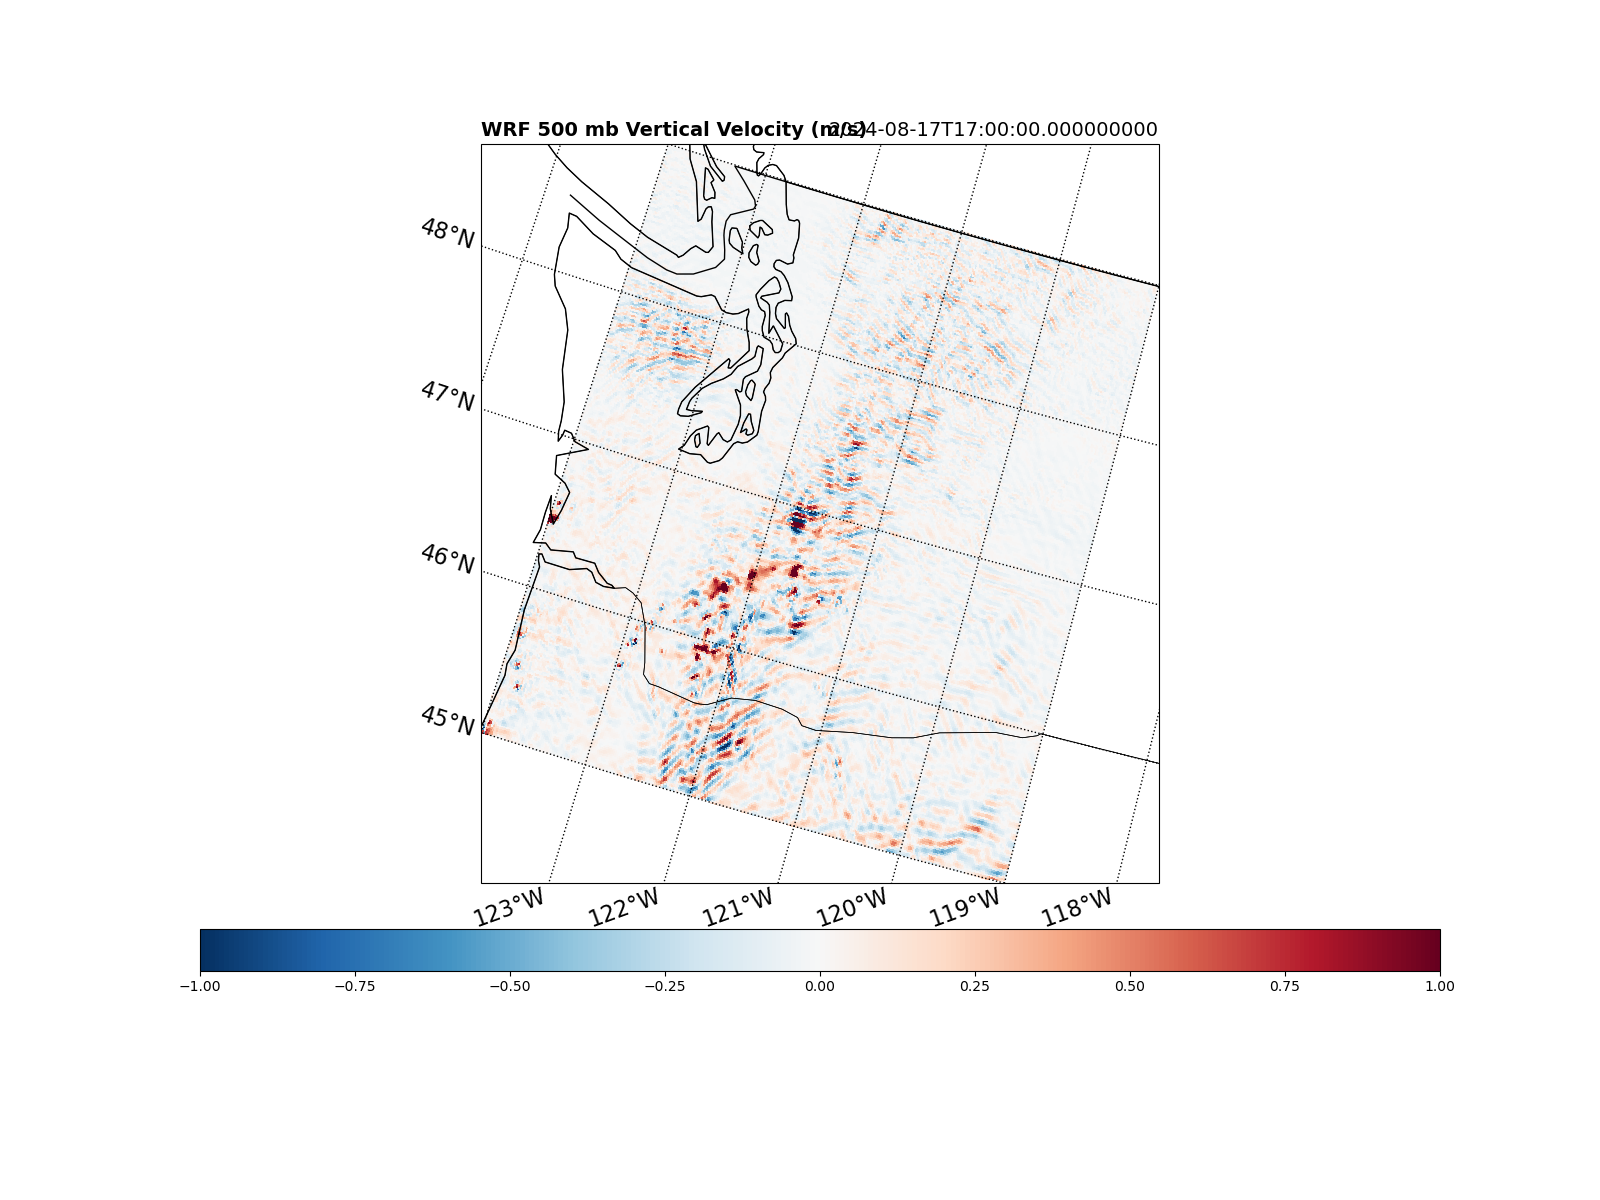 WRF 500 mb Vertical Velocity (m/s) 2024-08-17T17:00:00.000000000
48°N
47°N
46°N
45°N
123°W 122°W 121°W 120°W 119°W 118°W
−1.00 −0.75 −0.50 −0.25 0.00 0.25 0.50 0.75 1.00